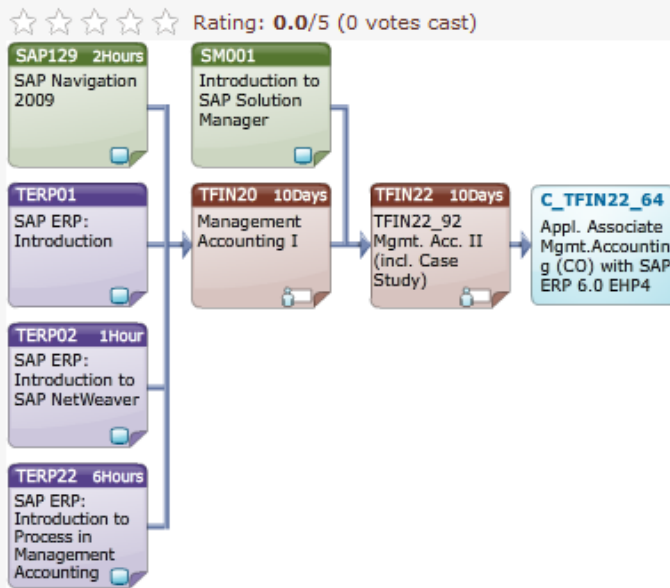 Rating: 0.0/5 (0 votes cast)
SAP129 2Hours
SAP Navigation
2009
SM001
Introduction to
SAP Solution
Manager
TERP01
SAP ERP:
Introduction
TFIN20 10Days
Management
Accounting I
TFIN22 10Days
TFIN22_92
Mgmt. Acc. II
(incl. Case
Study)
C_TFIN22_64
Appl. Associate
Mgmt.Accountin
g (CO) with SAP
ERP 6.0 EHP4
TERP02 1Hour
SAP ERP:
Introduction to
SAP NetWeaver
TERP22 6Hours
SAP ERP:
Introduction to
Process in
Management
Accounting